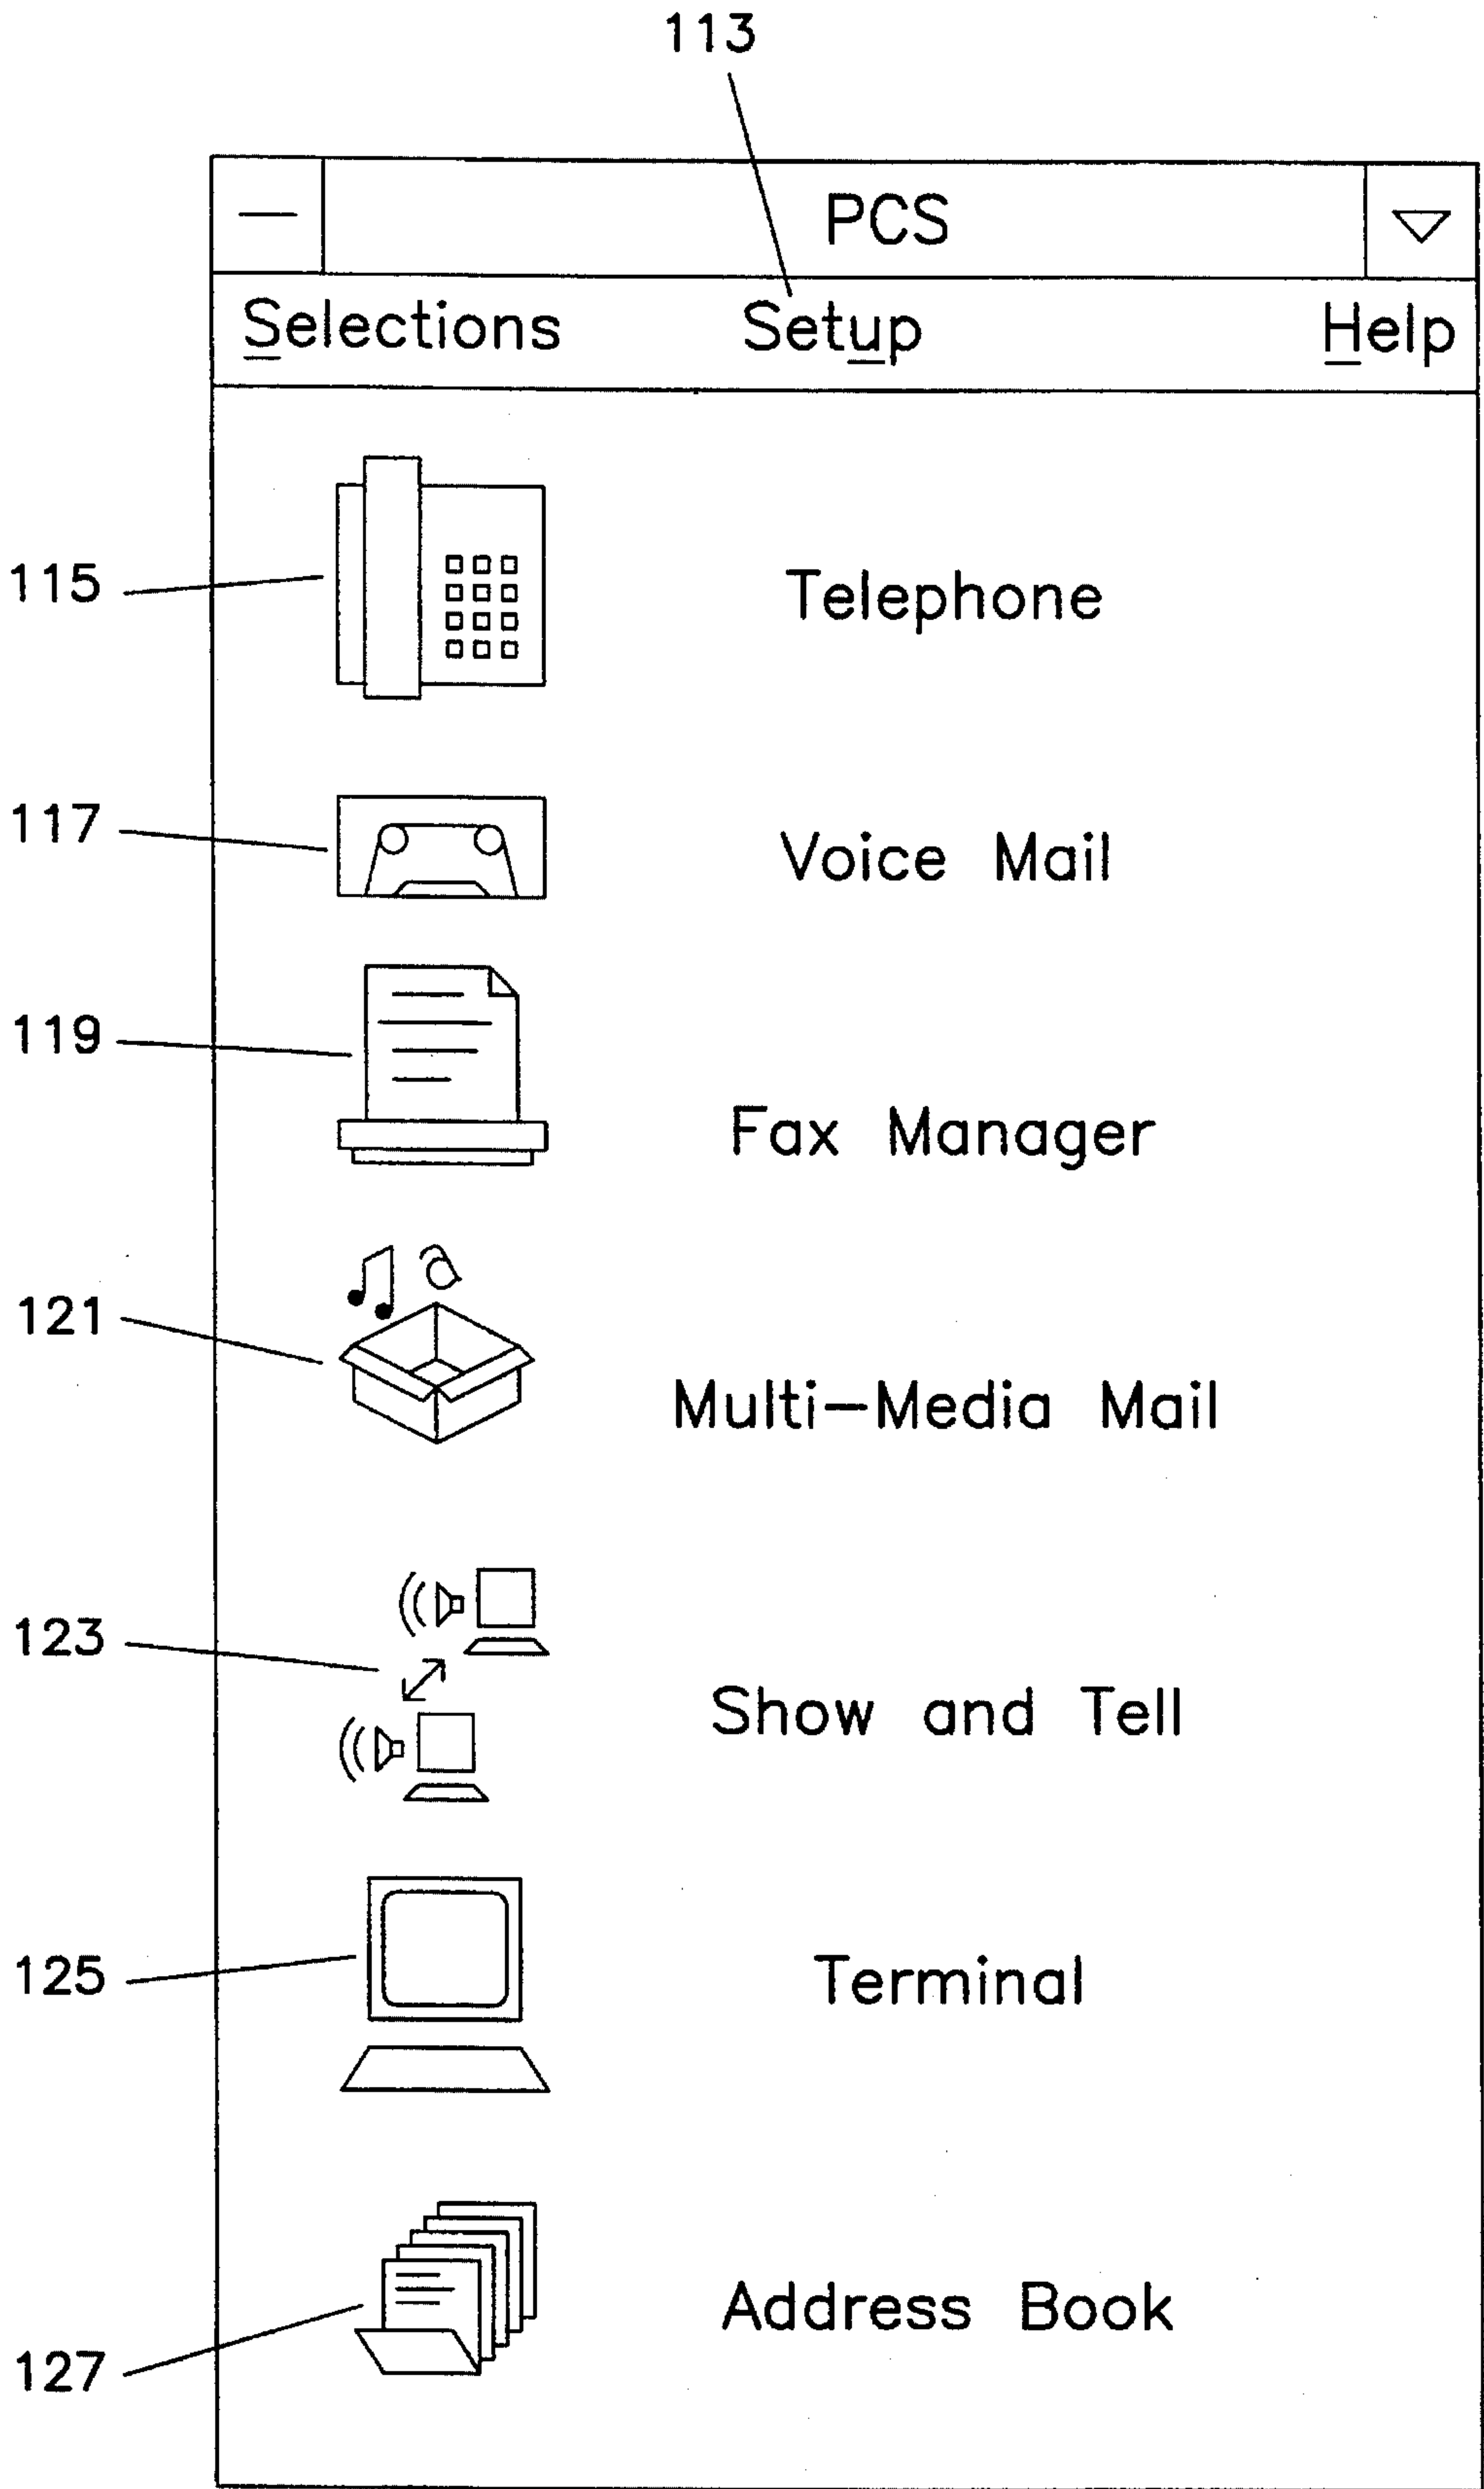 113
PCS
Selections Setup Help
115 Telephone
117 Voice Mail
119 Fax Manager
121 Multi-Media Mail
123 Show and Tell
125 Terminal
127 Address Book